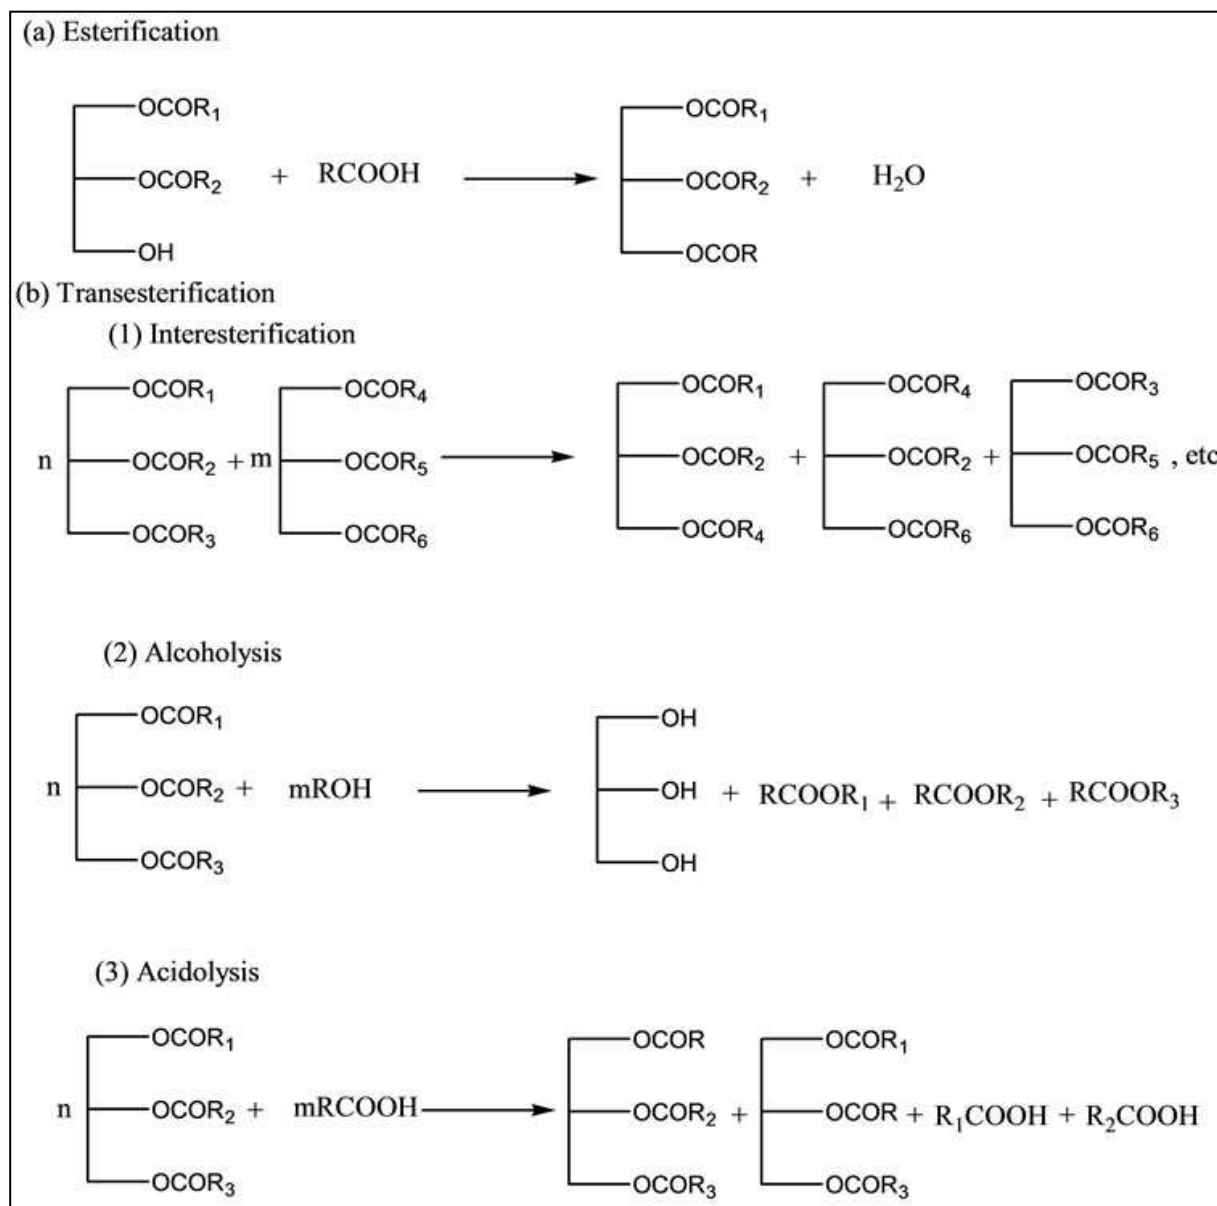 (a) Esterification
OCOR₁ OCOR₁
OCOR₂ + RCOOH OCOR₂ + H₂O
OH OCOR
(b) Transesterification
(1) Interesterification
OCOR₁ OCOR₄ OCOR₁ OCOR₄ OCOR₃
n OCOR₂ + m OCOR₅ OCOR₂ + OCOR₂ + OCOR₅ , etc
OCOR₃ OCOR₆ OCOR₄ OCOR₆ OCOR₆
(2) Alcoholysis
OCOR₁ OH
n OCOR₂ + mROH OH + RCOOR₁ + RCOOR₂ + RCOOR₃
OCOR₃ OH
(3) Acidolysis
OCOR₁ OCOR OCOR₁
n OCOR₂ + mRCOOH OCOR₂ + OCOR + R₁COOH + R₂COOH
OCOR₃ OCOR₃ OCOR₃